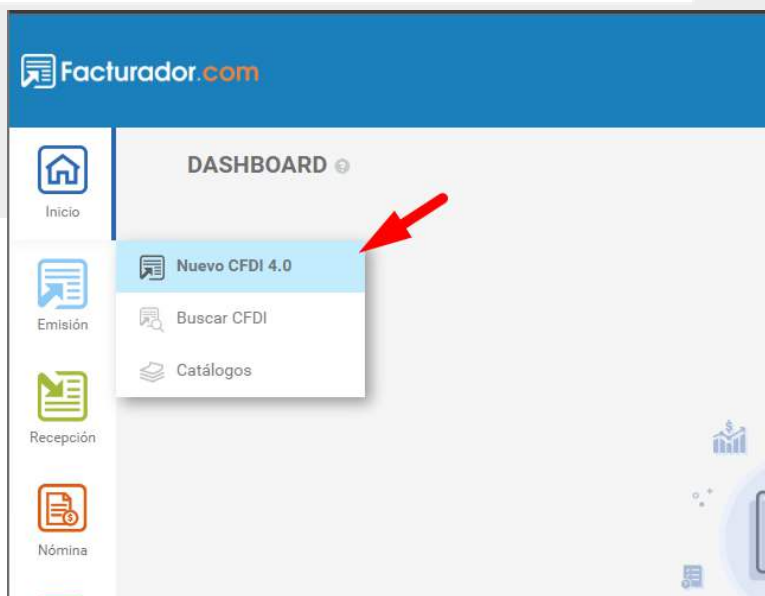 Facturador.com
DASHBOARD
Inicio
Nuevo CFDI 4.0
Buscar CFDI
Catálogos
Emisión
Recepción
Nómina